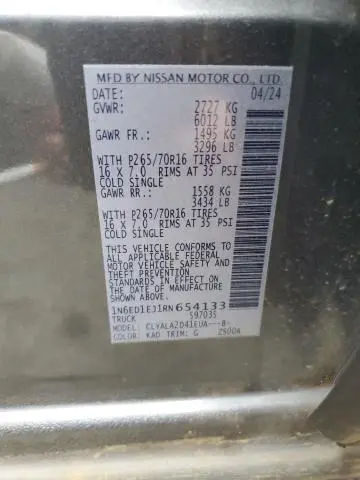 MFD BY NISSAN MOTOR CO., LTD.
DATE: 04/24
GVWR: 2727 KG
6012 LB
GAWR FR.: 1495 KG
3296 LB
WITH P265/70R16 TIRES
16 X 7.0 RIMS AT 35 PSI
COLD SINGLE
GAWR RR.: 1558 KG
3434 LB
WITH P265/70R16 TIRES
16 X 7.0 RIMS AT 35 PSI
COLD SINGLE
THIS VEHICLE CONFORMS TO
ALL APPLICABLE FEDERAL
MOTOR VEHICLE SAFETY AND
THEFT PREVENTION
STANDARDS IN EFFECT ON
THE DATE OF MANUFACTURE
SHOWN ABOVE.
1N6ED1EJ1RN654133
TRUCK 597035
MODEL: CLYALA2D41EUA---B-
COLOR: KAD TRIM: G 2500A